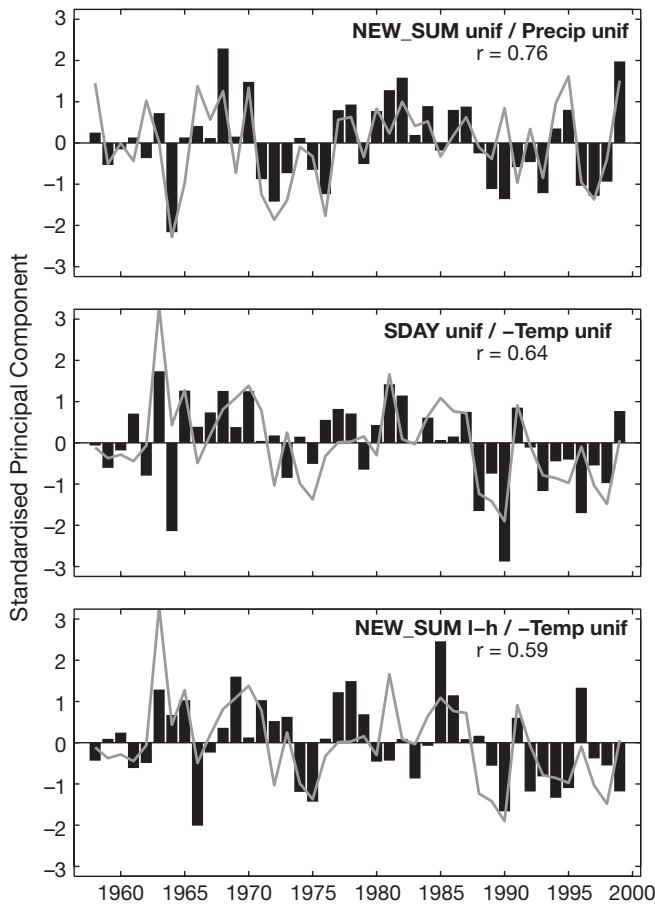 NEW_SUM unif / Precip unif
r = 0.76
3
2
1
0
−1
−2
−3
SDAY unif / −Temp unif
r = 0.64
3
2
1
0
−1
−2
−3
Standardised Principal Component
NEW_SUM l−h / −Temp unif
r = 0.59
3
2
1
0
−1
−2
−3
1960 1965 1970 1975 1980 1985 1990 1995 2000